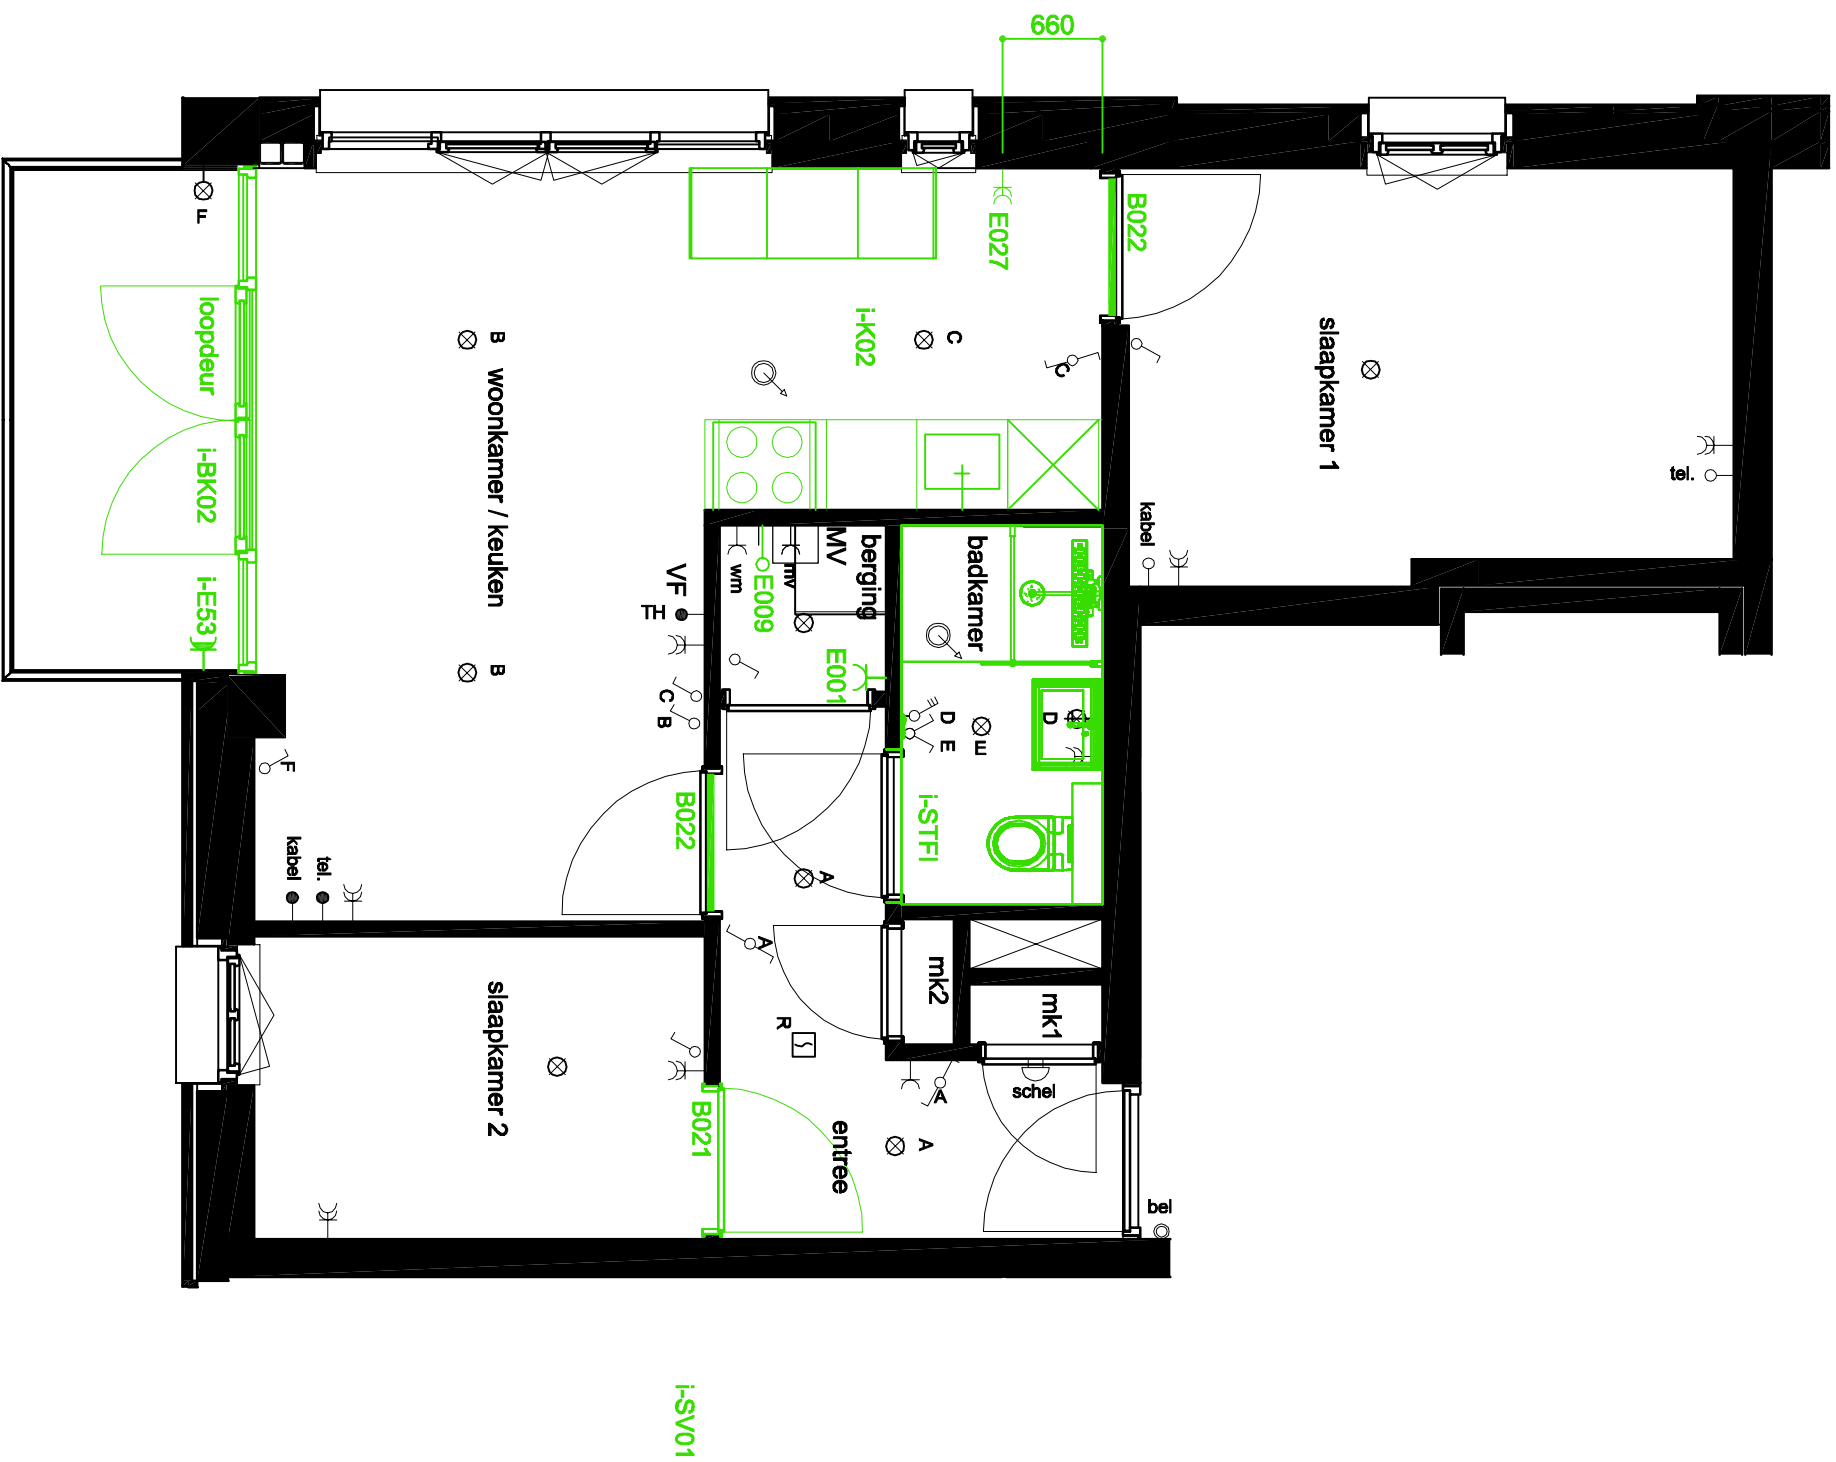 660
B022
E027
F
loopdeur
i-K02
C
B
C
slaapkamer 1
woonkamer / keuken
i-BK02
tel.
kabel
i-E53
VF
TH
wm
E009
mv
MV
berging
badkamer
E001
B
C
B
D
E
E
D
F
B022
i-STFI
kabel
tel.
A
A
mk2
mk1
R
slaapkamer 2
schel
A
B021
entree
A
bel
i-SV01